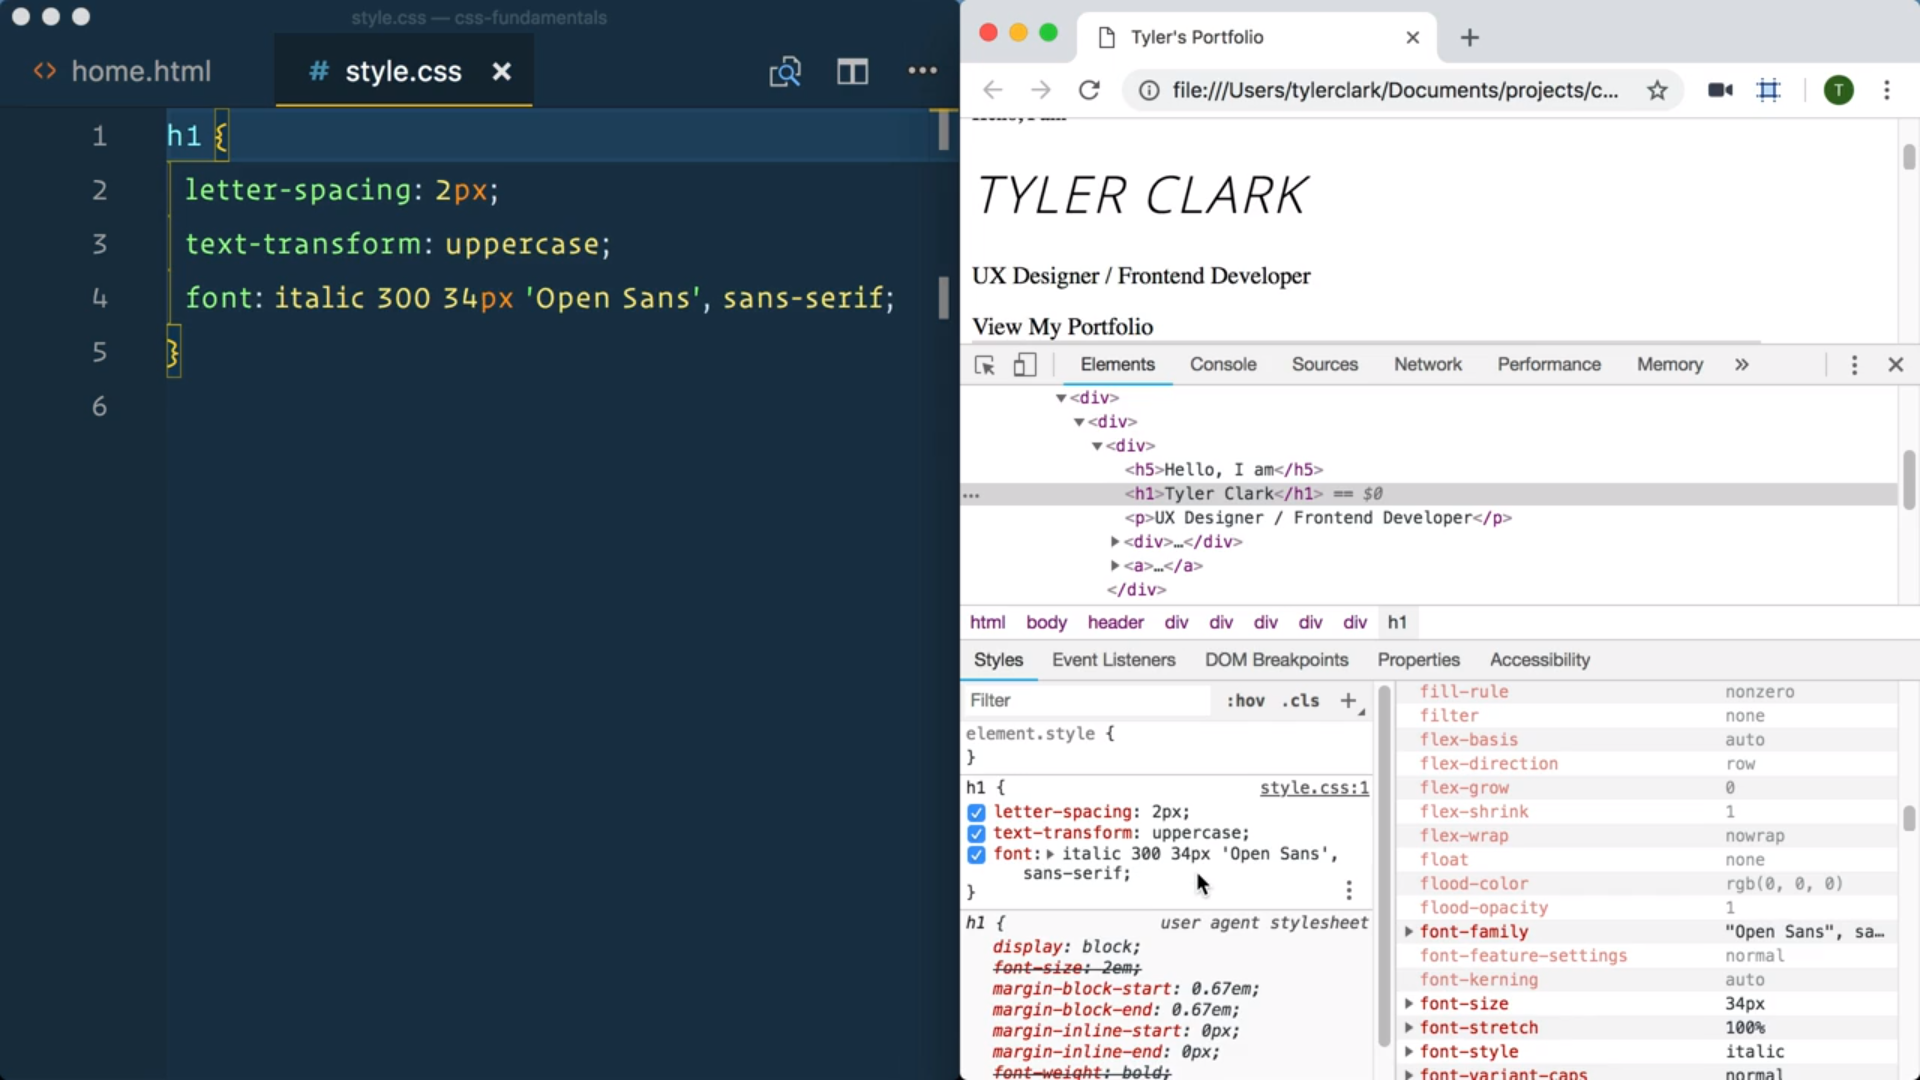 style.css — css-fundamentals
home.html
# style.css
1 h1 {
2 letter-spacing: 2px;
3 text-transform: uppercase;
4 font: italic 300 34px 'Open Sans', sans-serif;
5 }
6
Tyler's Portfolio
file:///Users/tylerclark/Documents/projects/c...
T
TYLER CLARK
UX Designer / Frontend Developer
View My Portfolio
Elements Console Sources Network Performance Memory »
<div>
<div>
<div>
<h5>Hello, I am</h5>
<h1>Tyler Clark</h1> == $0
<p>UX Designer / Frontend Developer</p>
<div>…</div>
<a>…</a>
</div>
html body header div div div div div h1
Styles Event Listeners DOM Breakpoints Properties Accessibility
Filter :hov .cls +
element.style {
}
h1 { style.css:1
letter-spacing: 2px;
text-transform: uppercase;
font: italic 300 34px 'Open Sans',
sans-serif;
}
h1 { user agent stylesheet
display: block;
font-size: 2em;
margin-block-start: 0.67em;
margin-block-end: 0.67em;
margin-inline-start: 0px;
margin-inline-end: 0px;
font-weight: bold;
fill-rule nonzero
filter none
flex-basis auto
flex-direction row
flex-grow 0
flex-shrink 1
flex-wrap nowrap
float none
flood-color rgb(0, 0, 0)
flood-opacity 1
font-family "Open Sans", sa…
font-feature-settings normal
font-kerning auto
font-size 34px
font-stretch 100%
font-style italic
font-variant-caps normal